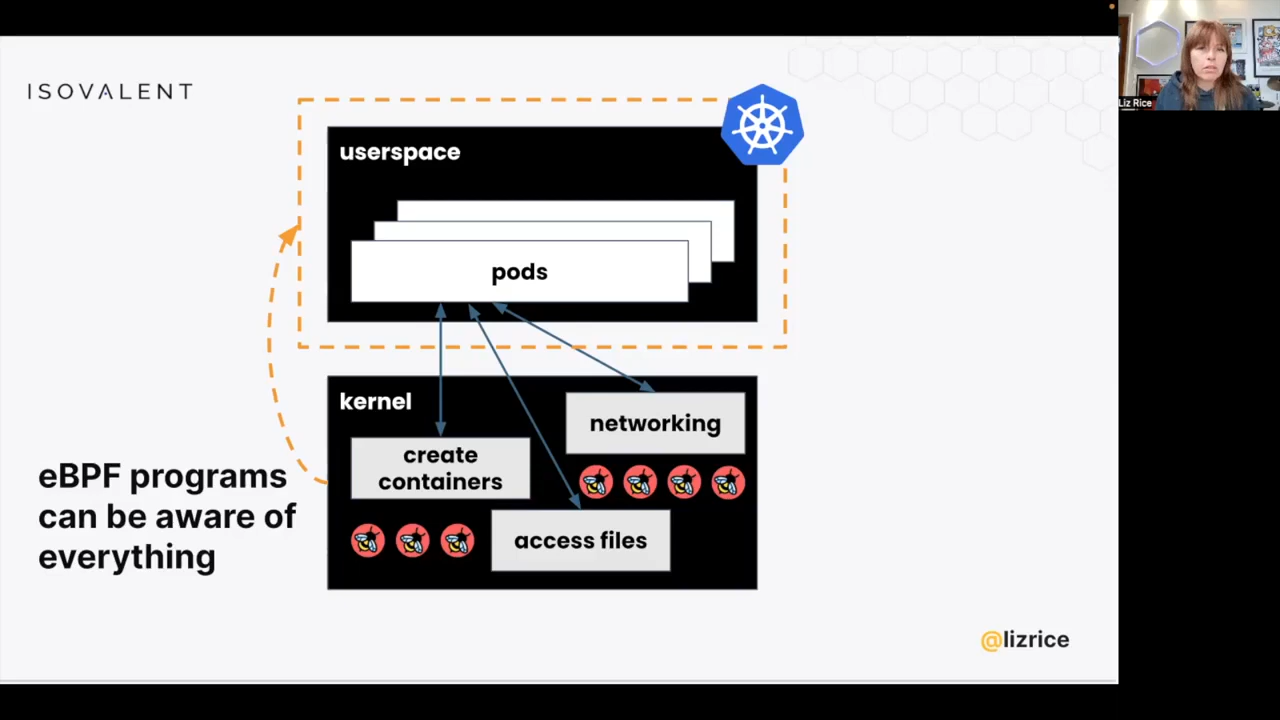 ISOVALENT
userspace
pods
kernel
networking
create
containers
access files
eBPF programs
can be aware of
everything
@lizrice
Liz Rice